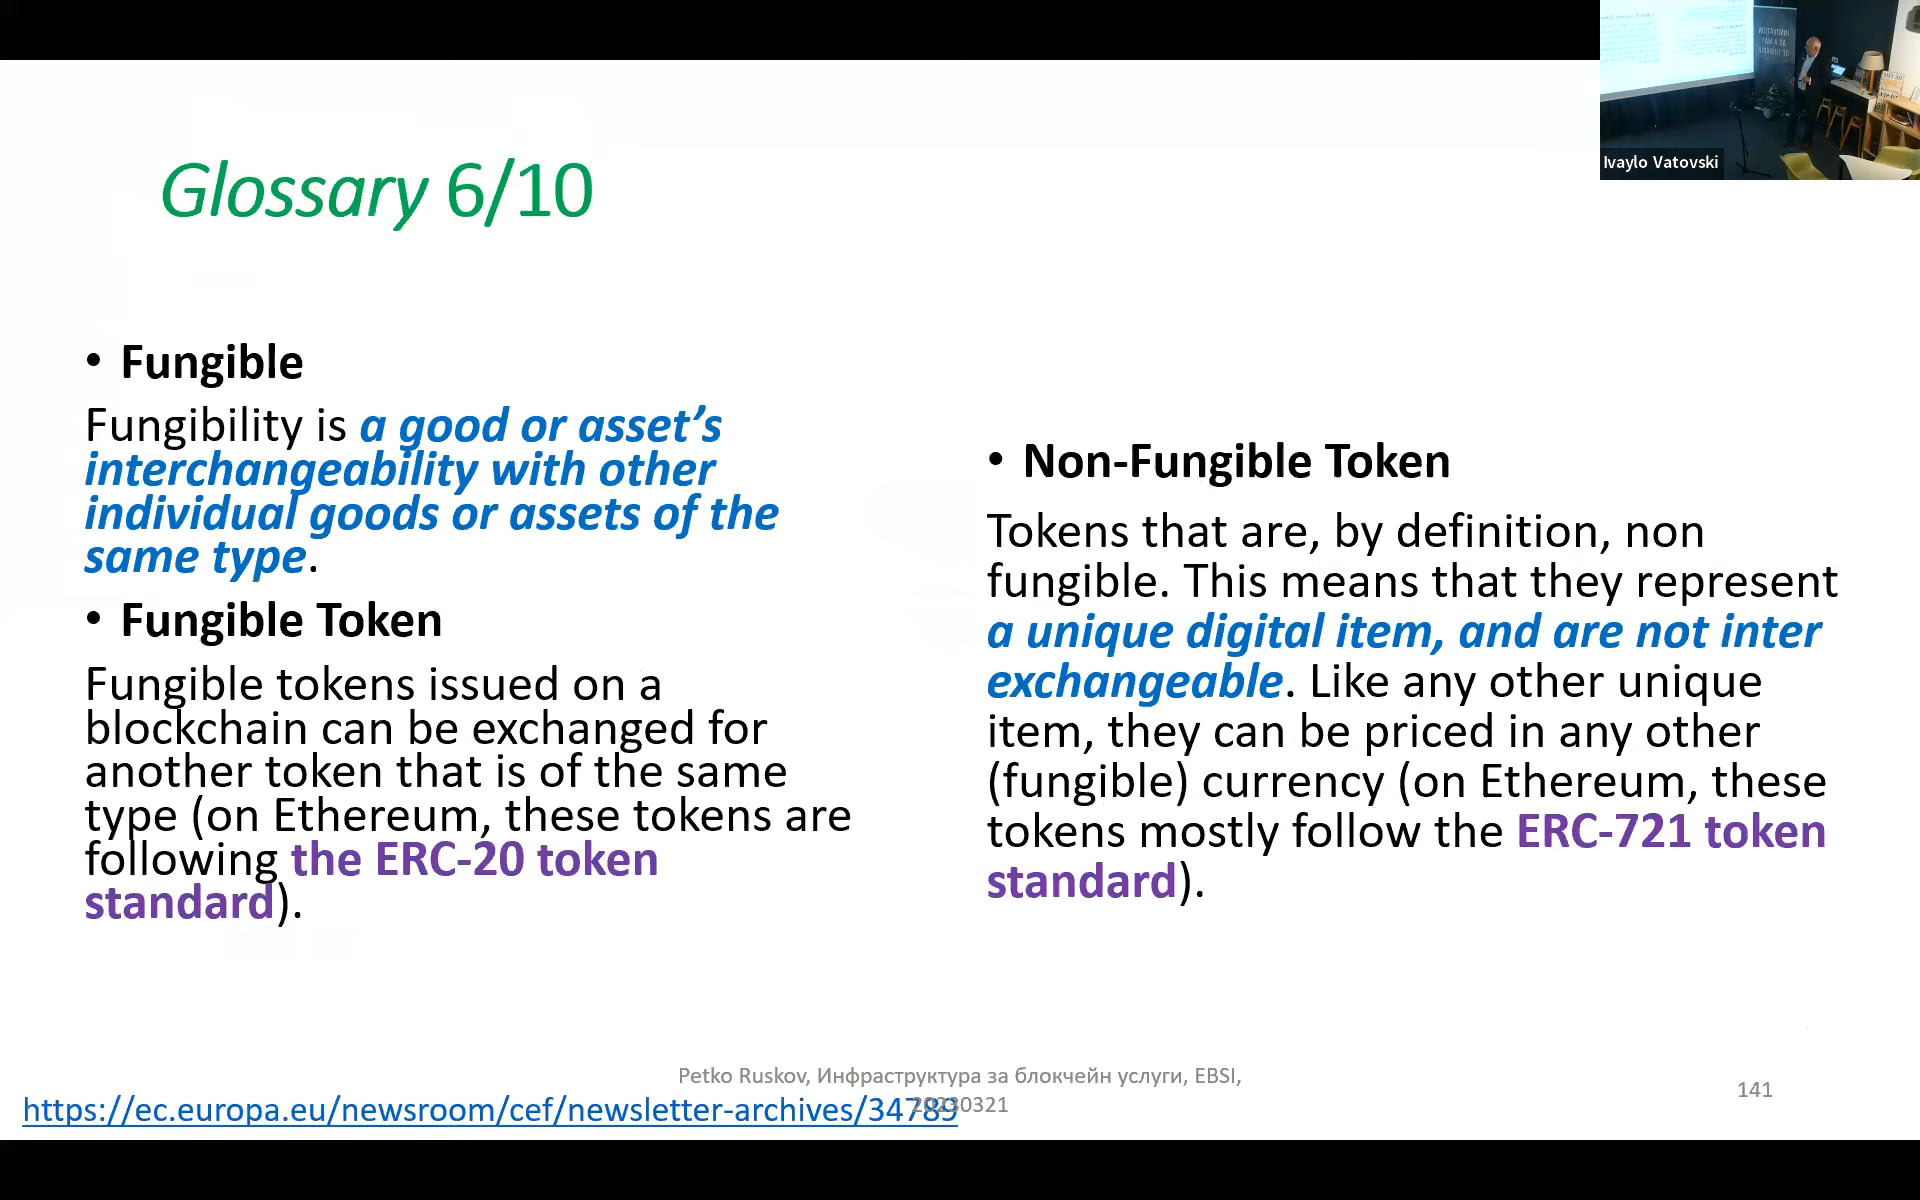 Glossary 6/10
• Fungible
Fungibility is a good or asset’s
interchangeability with other
individual goods or assets of the
same type.
• Fungible Token
Fungible tokens issued on a
blockchain can be exchanged for
another token that is of the same
type (on Ethereum, these tokens are
following the ERC-20 token
standard).
• Non-Fungible Token
Tokens that are, by definition, non
fungible. This means that they represent
a unique digital item, and are not inter
exchangeable. Like any other unique
item, they can be priced in any other
(fungible) currency (on Ethereum, these
tokens mostly follow the ERC-721 token
standard).
Petko Ruskov, Инфраструктура за блокчейн услуги, EBSI,
20230321
https://ec.europa.eu/newsroom/cef/newsletter-archives/34789
141
Ivaylo Vatovski
INNOVATION
AS A WAY
OF THINKING